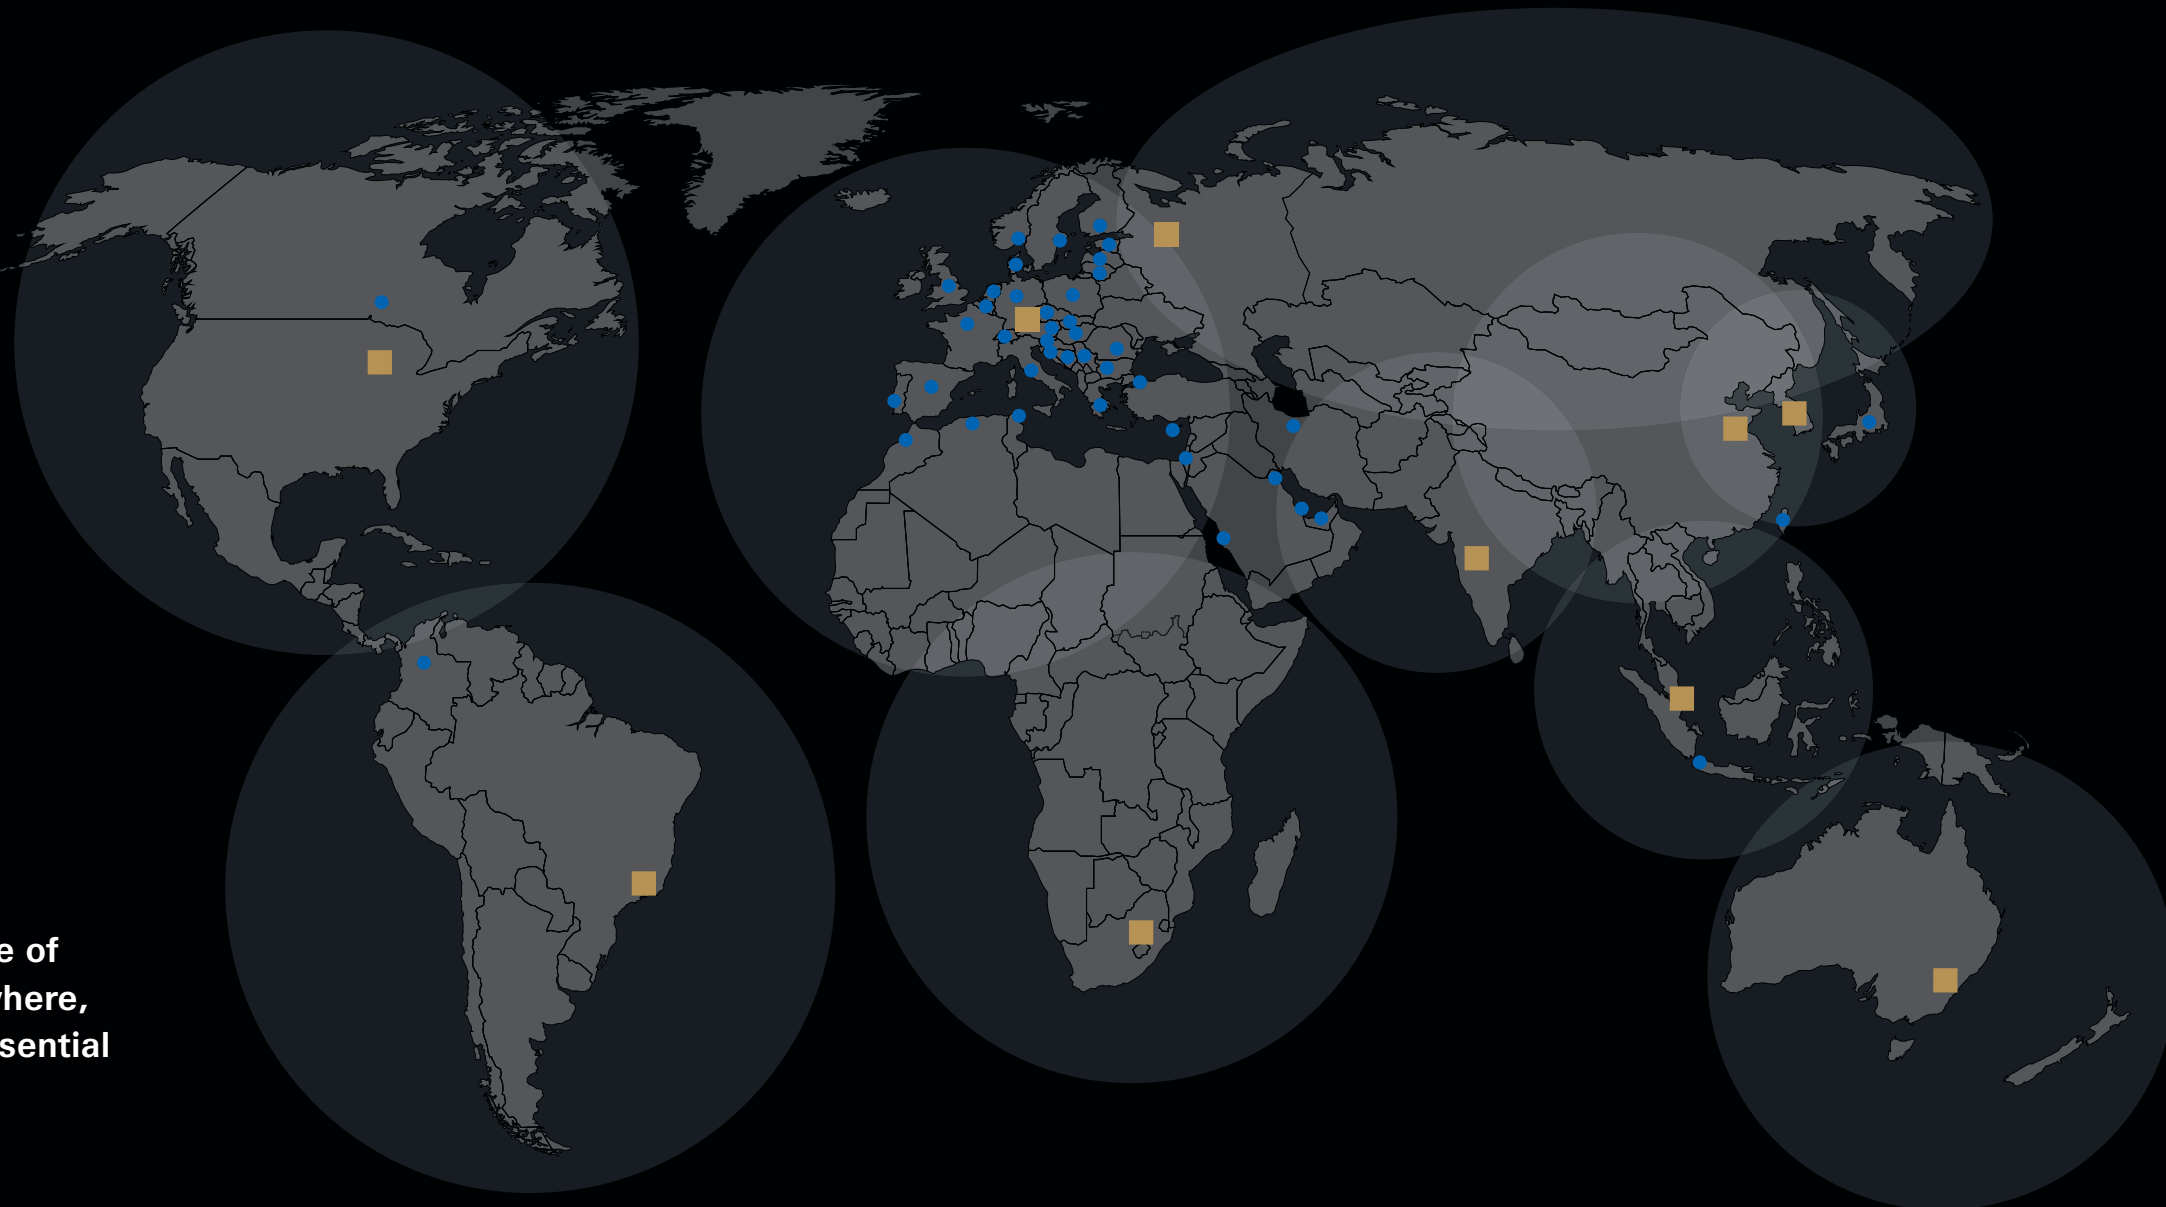 e of
here,
sential